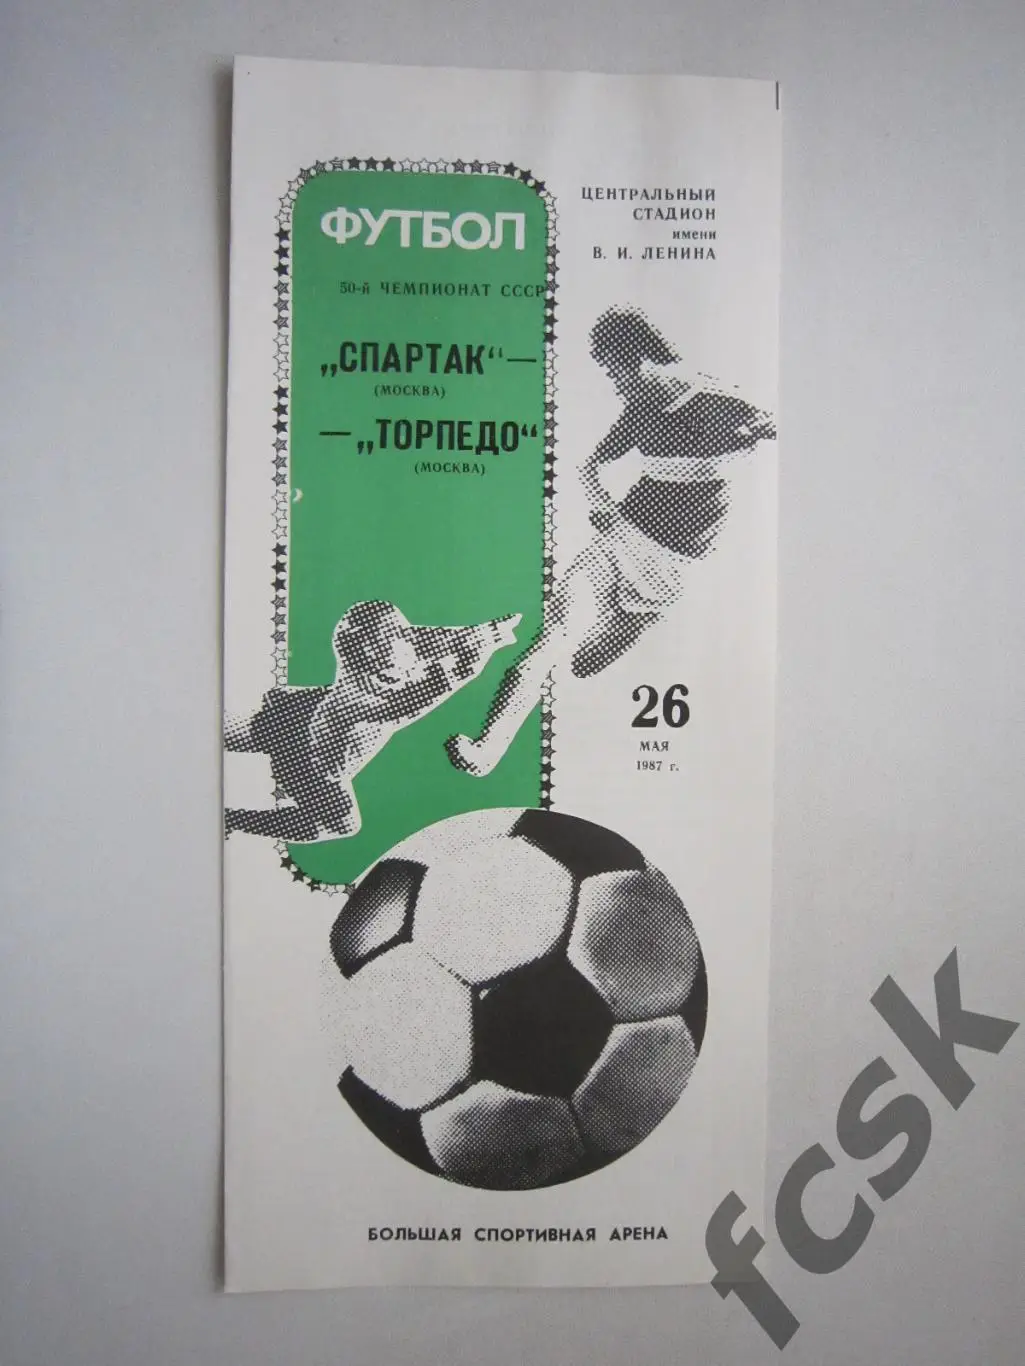 ФУТБОЛ
50-й ЧЕМПИОНАТ СССР
„СПАРТАК“—
(МОСКВА)
—„ТОРПЕДО“
(МОСКВА)
ЦЕНТРАЛЬНЫЙ
СТАДИОН
имени
В. И. ЛЕНИНА
26
МАЯ
1987 г.
БОЛЬШАЯ СПОРТИВНАЯ АРЕНА
fcsk